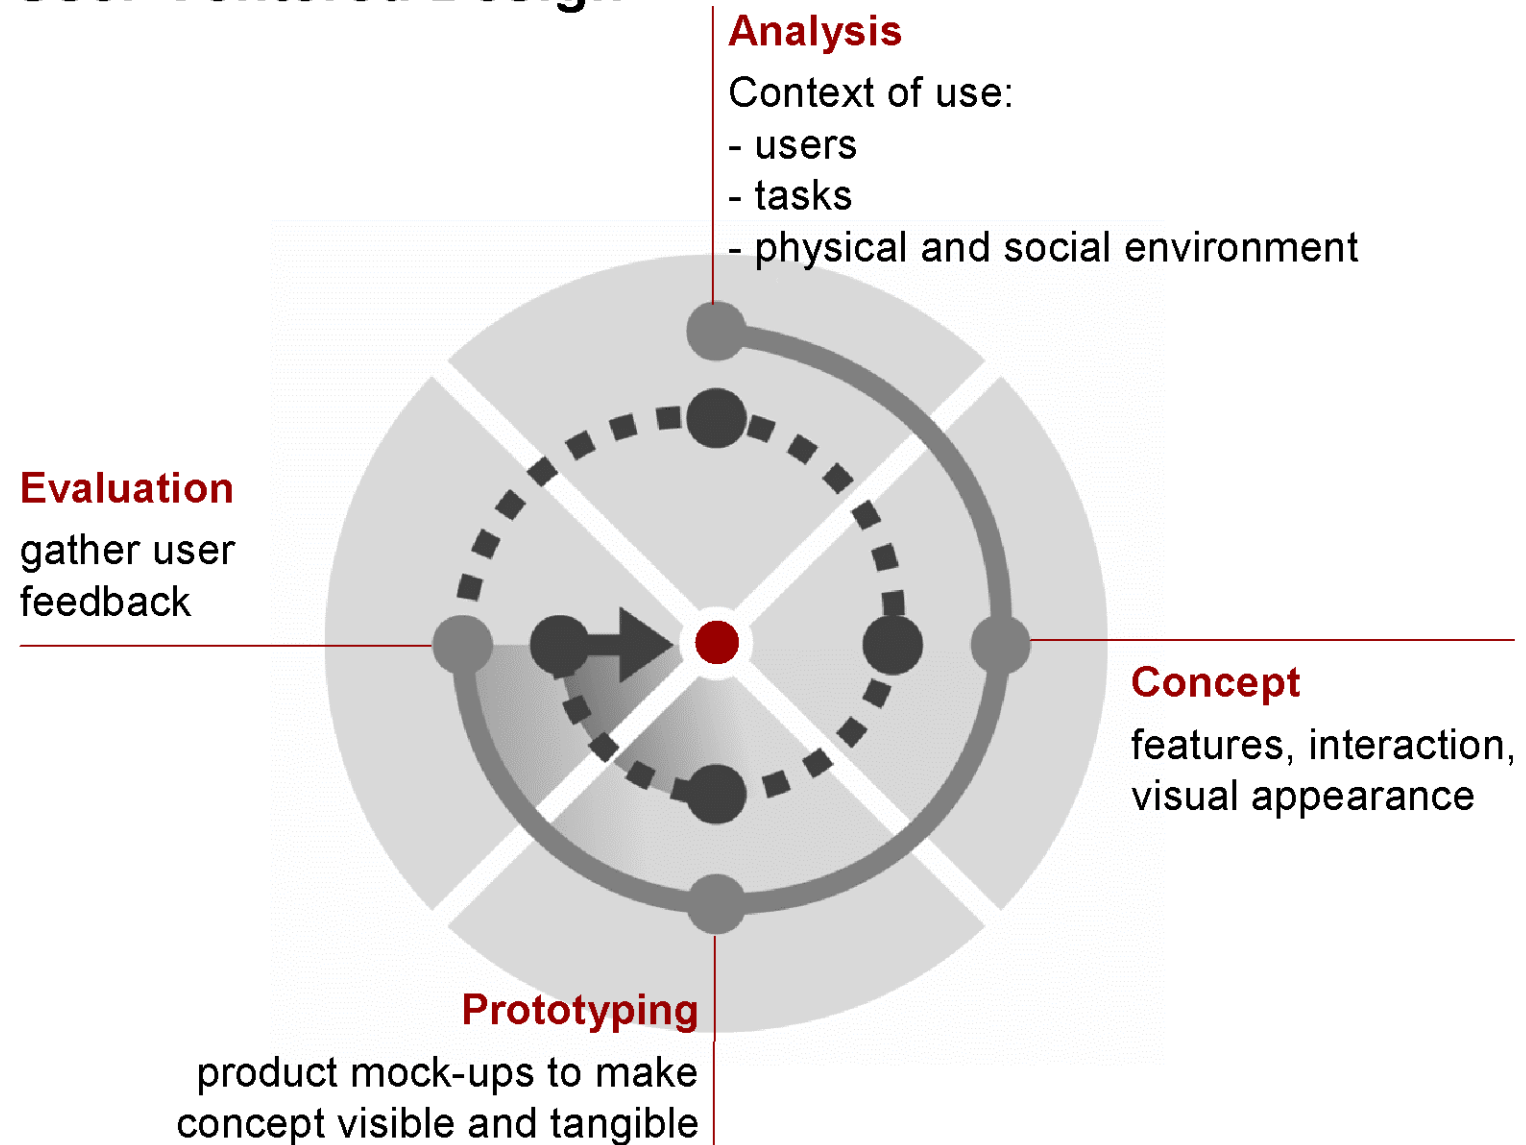 Analysis
Context of use:
- users
- tasks
- physical and social environment
Evaluation
gather user
feedback
Concept
features, interaction,
visual appearance
Prototyping
product mock-ups to make
concept visible and tangible